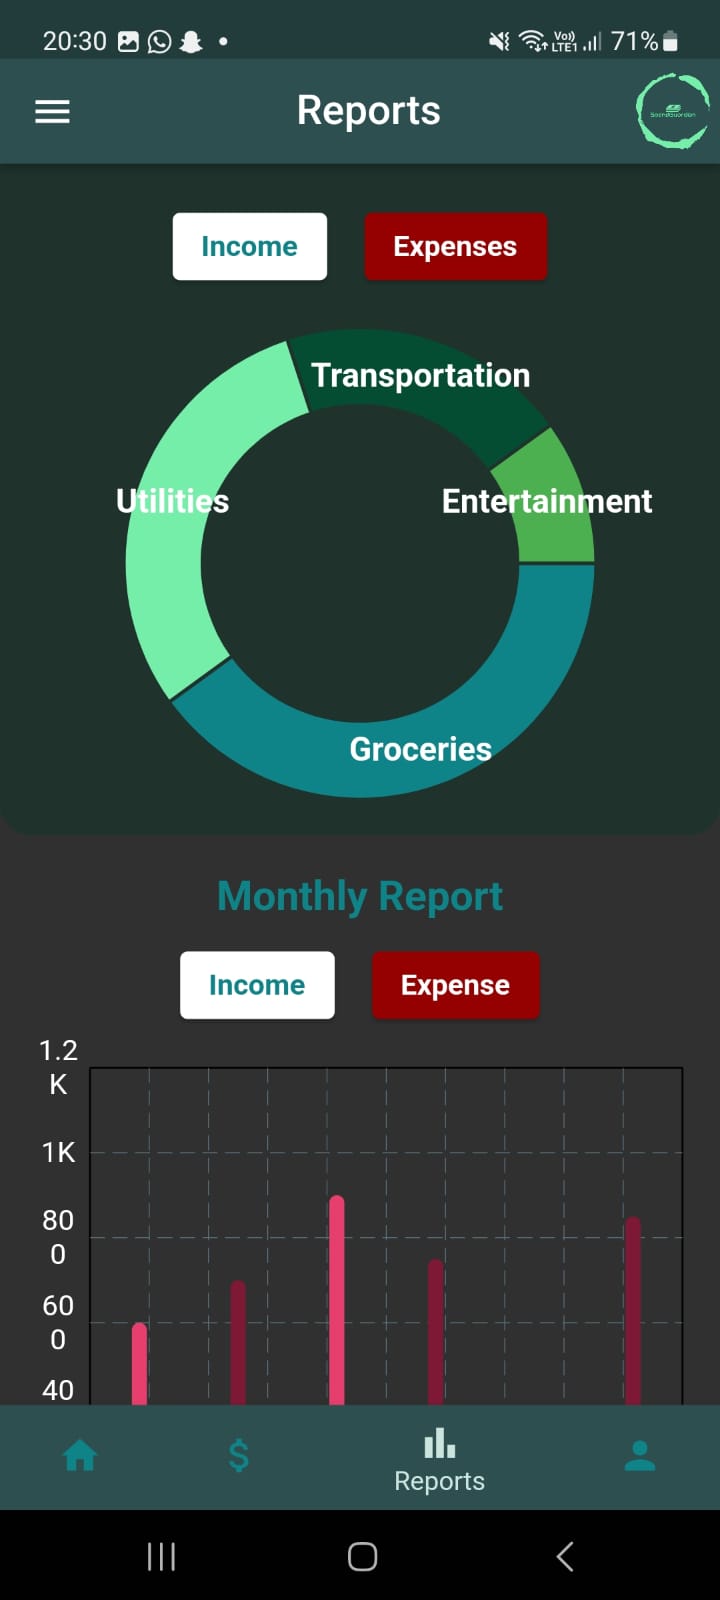 20:30
Vo)) LTE1 71%
Reports
Income Expenses
Transportation
Utilities
Entertainment
Groceries
Monthly Report
Income Expense
1.2
K
1K
80
0
60
0
40
Reports